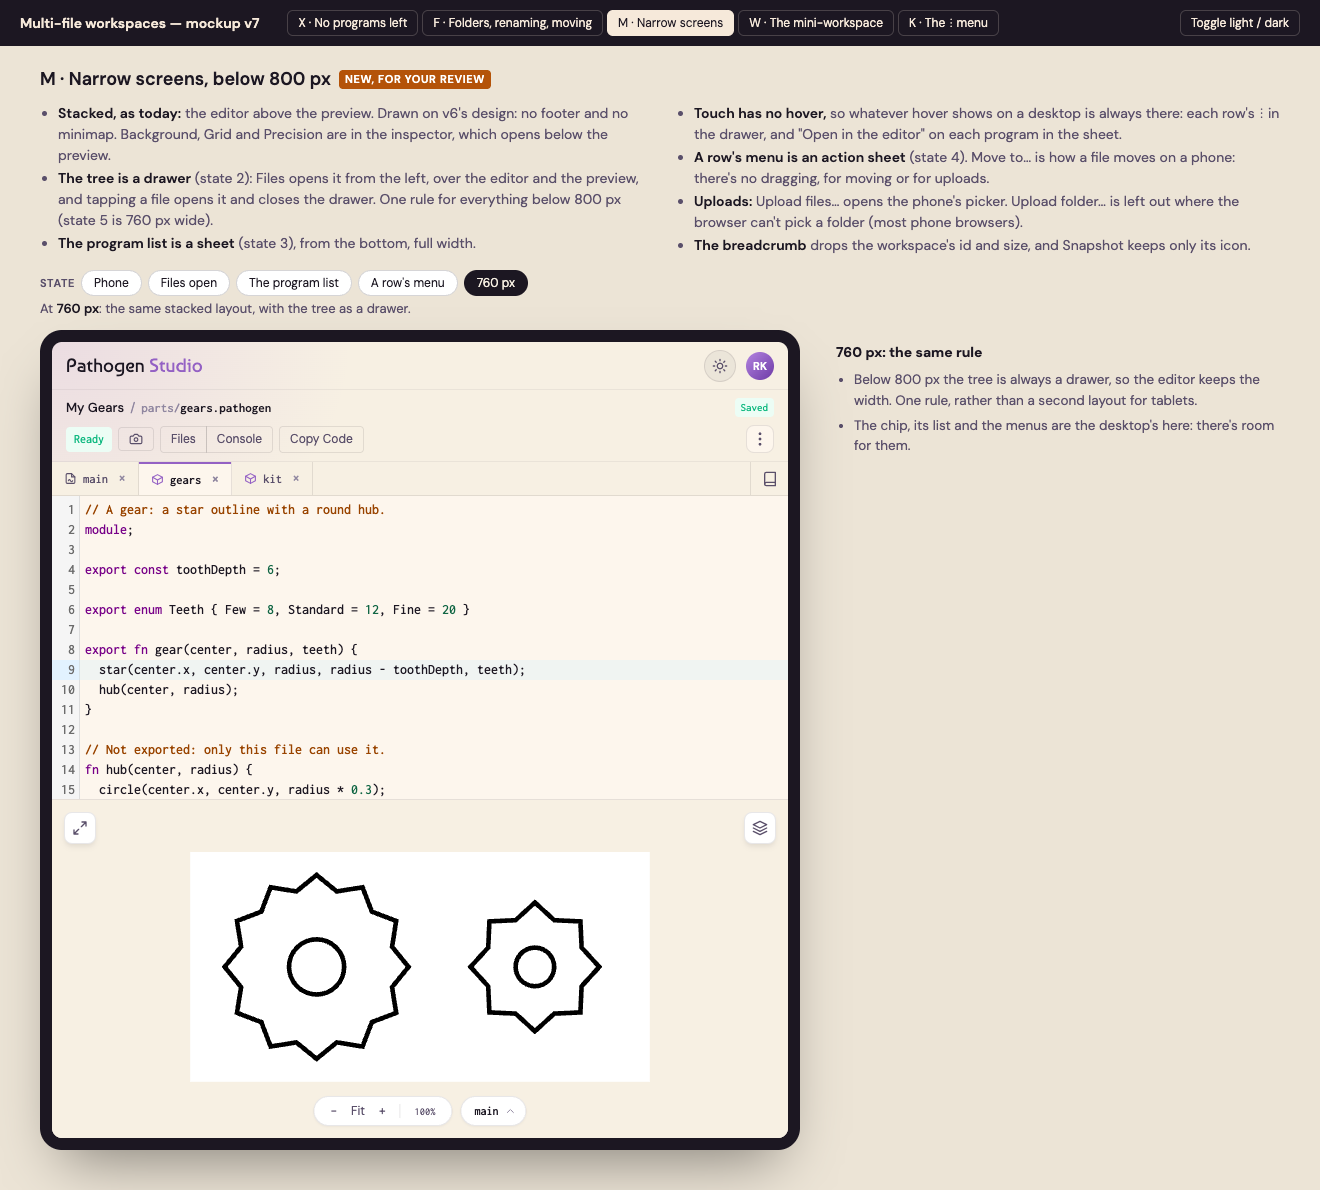 Multi-file workspaces — mockup v7
X · No programs left
F · Folders, renaming, moving
M · Narrow screens
W · The mini-workspace
K · The ⋮ menu
Toggle light / dark
M · Narrow screens, below 800 px
NEW, FOR YOUR REVIEW
Stacked, as today: the editor above the preview. Drawn on v6's design: no footer and no
minimap. Background, Grid and Precision are in the inspector, which opens below the
preview.
The tree is a drawer (state 2): Files opens it from the left, over the editor and the preview,
and tapping a file opens it and closes the drawer. One rule for everything below 800 px
(state 5 is 760 px wide).
The program list is a sheet (state 3), from the bottom, full width.
Touch has no hover, so whatever hover shows on a desktop is always there: each row's ⋮ in
the drawer, and "Open in the editor" on each program in the sheet.
A row's menu is an action sheet (state 4). Move to… is how a file moves on a phone:
there's no dragging, for moving or for uploads.
Uploads: Upload files… opens the phone's picker. Upload folder… is left out where the
browser can't pick a folder (most phone browsers).
The breadcrumb drops the workspace's id and size, and Snapshot keeps only its icon.
STATE
Phone
Files open
The program list
A row's menu
760 px
At 760 px: the same stacked layout, with the tree as a drawer.
Pathogen Studio
RK
My Gears / parts/gears.pathogen
Saved
Ready
Files
Console
Copy Code
main ×
gears ×
kit ×
1 // A gear: a star outline with a round hub.
2 module;
3
4 export const toothDepth = 6;
5
6 export enum Teeth { Few = 8, Standard = 12, Fine = 20 }
7
8 export fn gear(center, radius, teeth) {
9 star(center.x, center.y, radius, radius - toothDepth, teeth);
10 hub(center, radius);
11 }
12
13 // Not exported: only this file can use it.
14 fn hub(center, radius) {
15 circle(center.x, center.y, radius * 0.3);
− Fit + 100%
main
760 px: the same rule
Below 800 px the tree is always a drawer, so the editor keeps the
width. One rule, rather than a second layout for tablets.
The chip, its list and the menus are the desktop's here: there's room
for them.